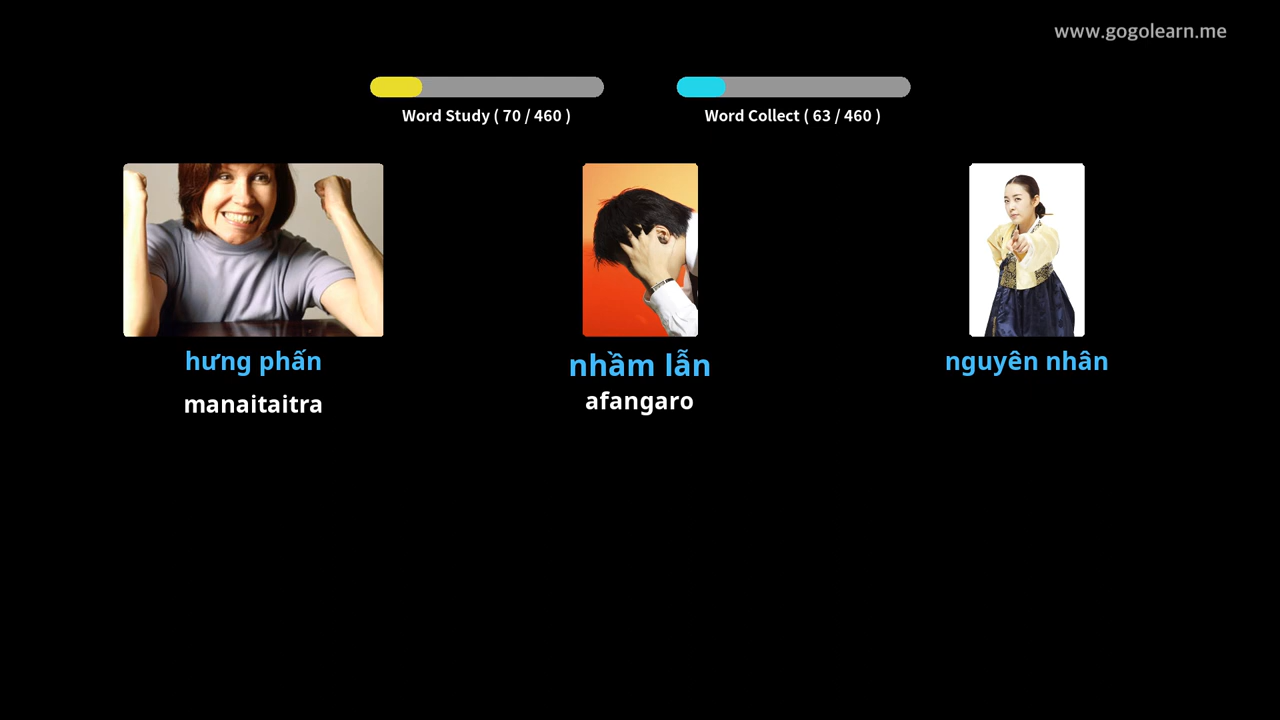 www.gogolearn.me
Word Study ( 70 / 460 )
Word Collect ( 63 / 460 )
hưng phấn
nhầm lẫn
nguyên nhân
manaitaitra
afangaro